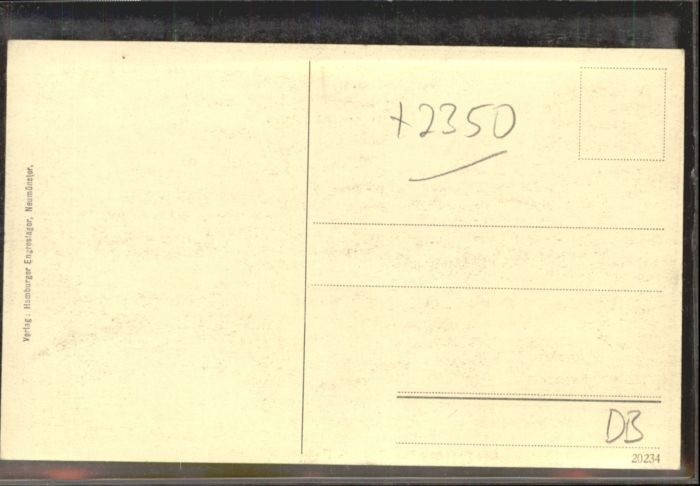 Verlag: Hamburger Engroslager, Neumünster.
+2350
DB
20234